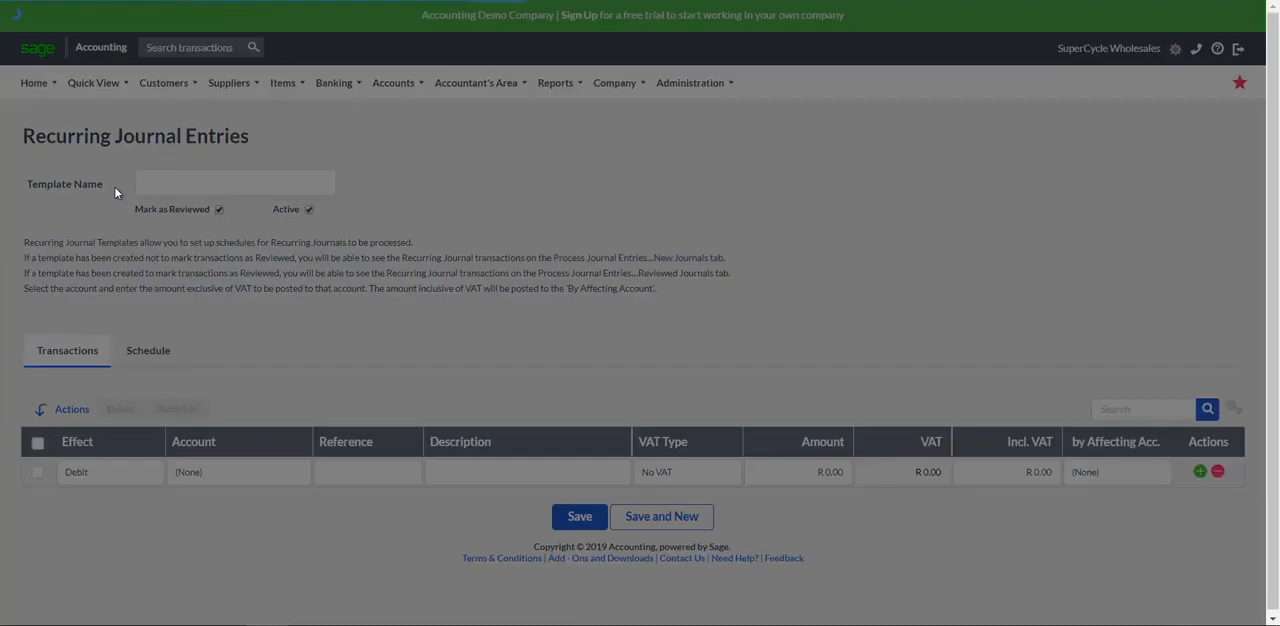 Accounting Demo Company | Sign Up for a free trial to start working in your own company
sage Accounting Search transactions SuperCycle Wholesales
Home Quick View Customers Suppliers Items Banking Accounts Accountant's Area Reports Company Administration
Recurring Journal Entries
Template Name
Mark as Reviewed Active
Recurring Journal Templates allow you to set up schedules for Recurring Journals to be processed.
If a template has been created not to mark transactions as Reviewed, you will be able to see the Recurring Journal transactions on the Process Journal Entries...New Journals tab.
If a template has been created to mark transactions as Reviewed, you will be able to see the Recurring Journal transactions on the Process Journal Entries...Reviewed Journals tab.
Select the account and enter the amount exclusive of VAT to be posted to that account. The amount inclusive of VAT will be posted to the 'By Affecting Account'.
Transactions Schedule
Actions Search
Effect Account Reference Description VAT Type Amount VAT Incl. VAT by Affecting Acc. Actions
Debit (None) No VAT R 0.00 R 0.00 R 0.00 (None)
Save Save and New
Copyright © 2019 Accounting, powered by Sage.
Terms & Conditions | Add - Ons and Downloads | Contact Us | Need Help? | Feedback